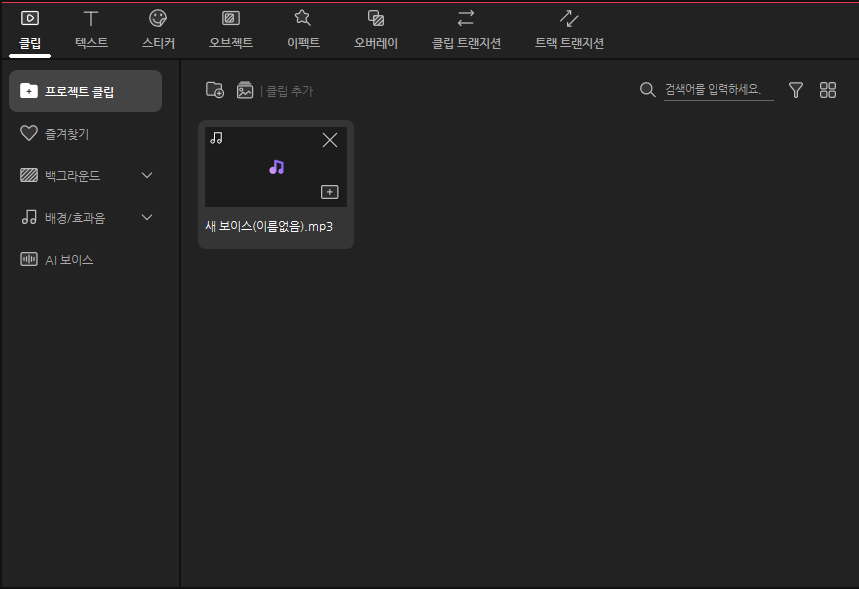 클립 텍스트 스티커 오브젝트 이펙트 오버레이 클립 트랜지션 트랙 트랜지션
프로젝트 클립
즐겨찾기
백그라운드
배경/효과음
AI 보이스
| 클립 추가
검색어를 입력하세요.
새 보이스(이름없음).mp3